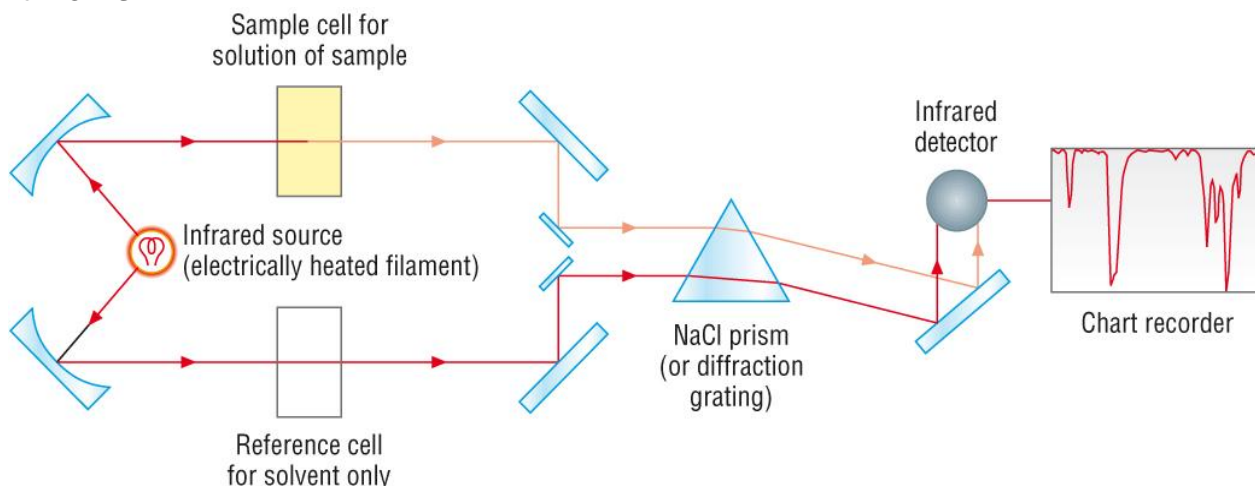 Sample cell for
solution of sample
Infrared
detector
Infrared source
(electrically heated filament)
NaCl prism
(or diffraction
grating)
Chart recorder
Reference cell
for solvent only